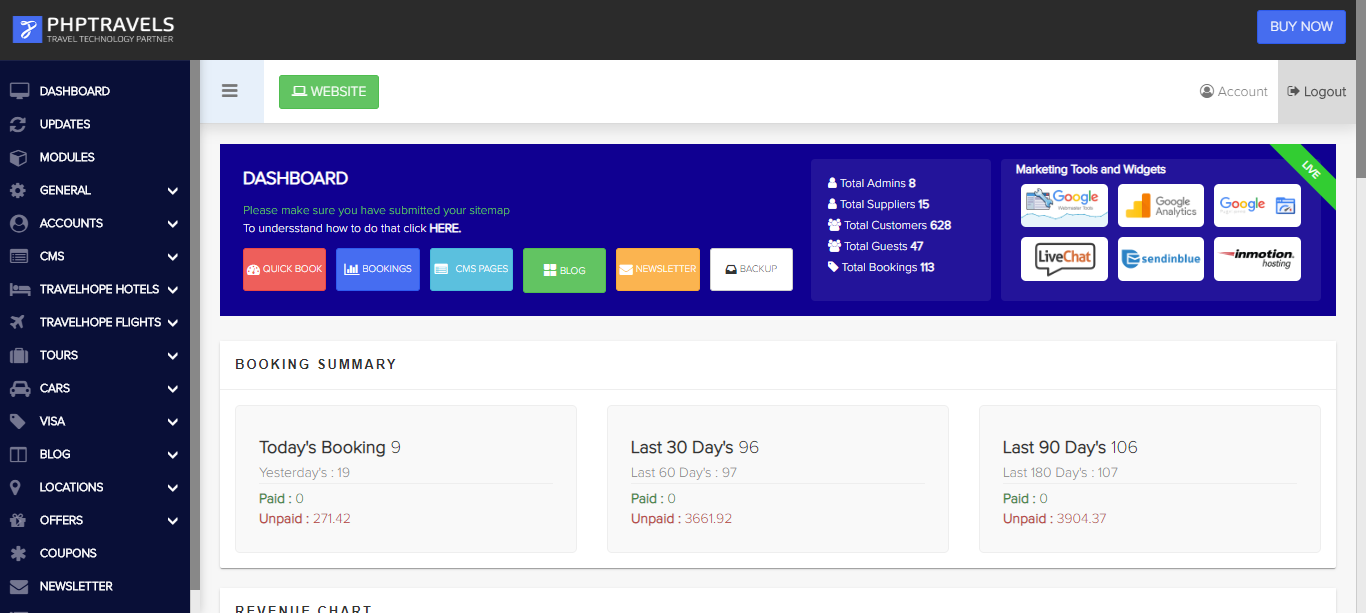 PHPTRAVELS
TRAVEL TECHNOLOGY PARTNER
BUY NOW
DASHBOARD
UPDATES
MODULES
GENERAL
ACCOUNTS
CMS
TRAVELHOPE HOTELS
TRAVELHOPE FLIGHTS
TOURS
CARS
VISA
BLOG
LOCATIONS
OFFERS
COUPONS
NEWSLETTER
WEBSITE
Account
Logout
DASHBOARD
Please make sure you have submitted your sitemap
To undersstand how to do that click HERE.
QUICK BOOK
BOOKINGS
CMS PAGES
BLOG
NEWSLETTER
BACKUP
Total Admins 8
Total Suppliers 15
Total Customers 628
Total Guests 47
Total Bookings 113
Marketing Tools and Widgets
LIVE
Google
Webmaster Tools
Google
Analytics
Google
LiveChat
sendinblue
inmotion
hosting
BOOKING SUMMARY
Today's Booking 9
Yesterday's : 19
Paid : 0
Unpaid : 271.42
Last 30 Day's 96
Last 60 Day's : 97
Paid : 0
Unpaid : 3661.92
Last 90 Day's 106
Last 180 Day's : 107
Paid : 0
Unpaid : 3904.37
REVENUE CHART